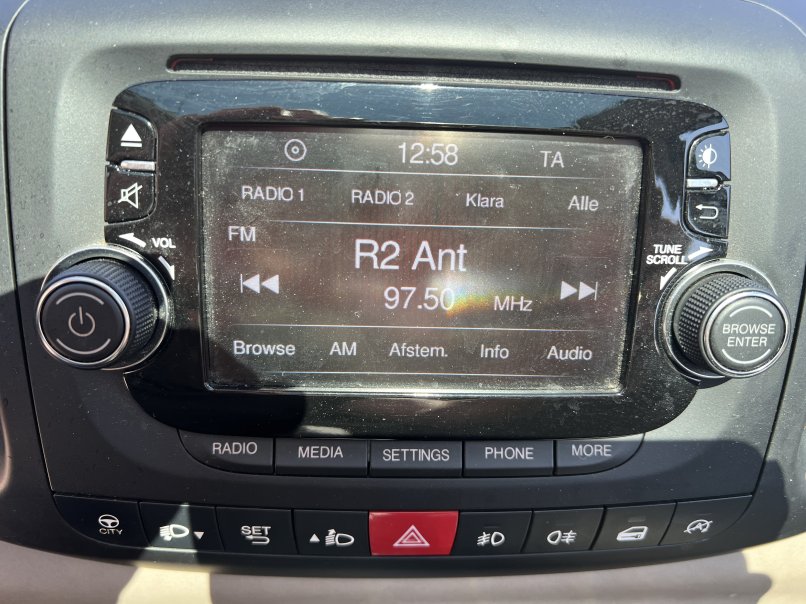 12:58 TA
RADIO 1 RADIO 2 Klara Alle
VOL
FM
R2 Ant
TUNE
SCROLL
97.50 MHz
BROWSE
ENTER
Browse AM Afstem. Info Audio
RADIO MEDIA SETTINGS PHONE MORE
CITY SET